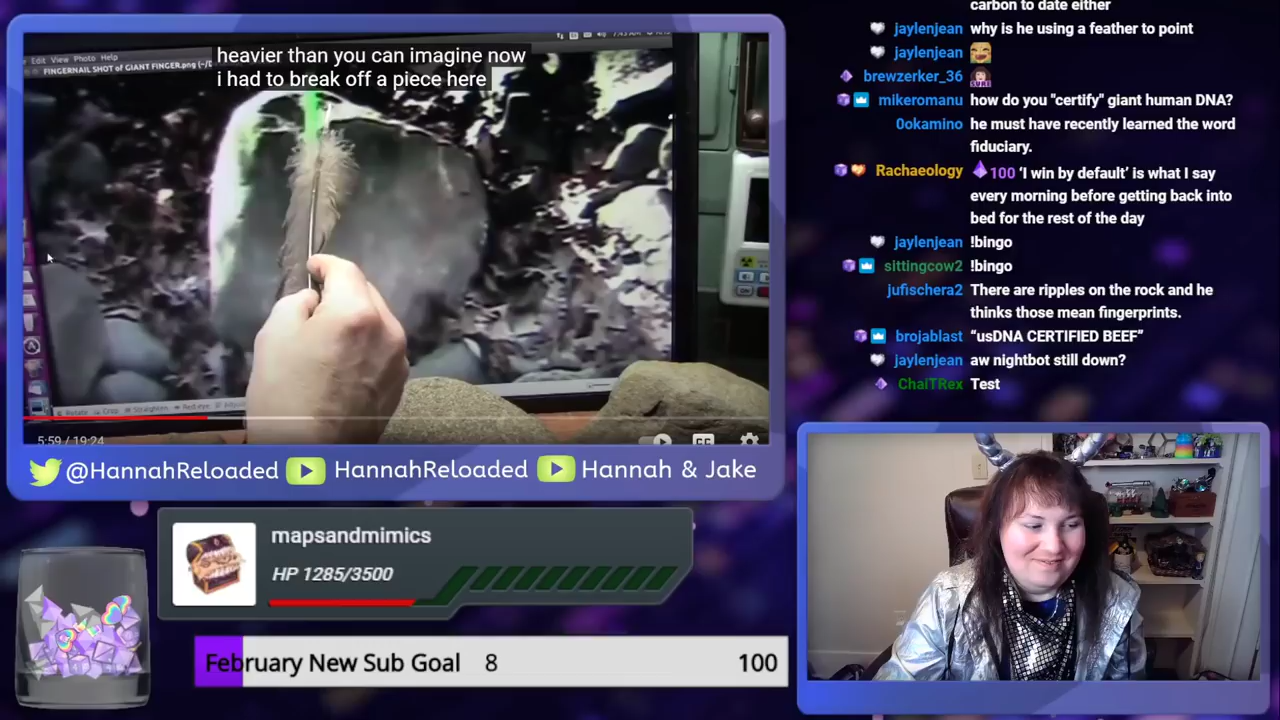 heavier than you can imagine now
i had to break off a piece here
Edit View Photo Help
FINGERNAIL SHOT of GIANT FINGER.png
5:59 / 19:24
@HannahReloaded HannahReloaded Hannah & Jake
mapsandmimics
HP 1285/3500
February New Sub Goal 8 100
carbon to date either
jaylenjean why is he using a feather to point
jaylenjean
brewzerker_36
mikeromanu how do you "certify" giant human DNA?
0okamino he must have recently learned the word
fiduciary.
Rachaeology 100 ‘I win by default’ is what I say
every morning before getting back into
bed for the rest of the day
jaylenjean !bingo
sittingcow2 !bingo
jufischera2 There are ripples on the rock and he
thinks those mean fingerprints.
brojablast “usDNA CERTIFIED BEEF”
jaylenjean aw nightbot still down?
ChaiTRex Test